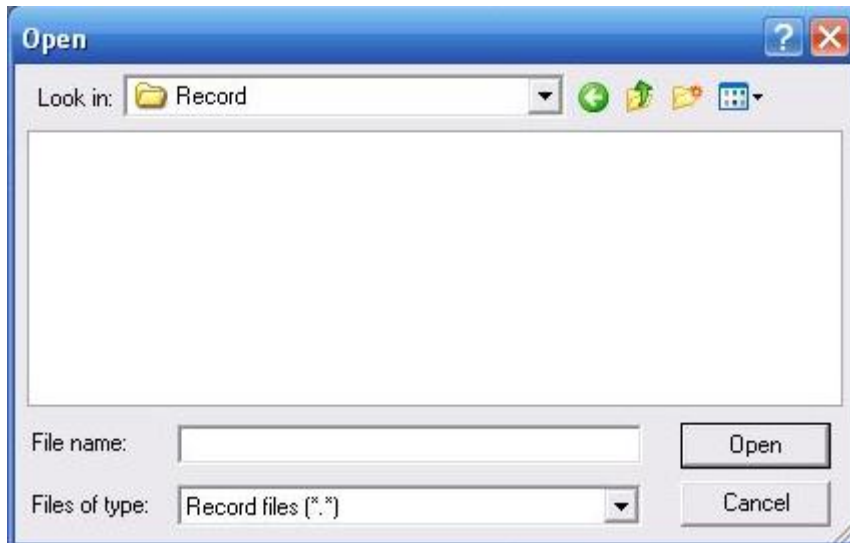 Open
Look in: Record
File name:
Open
Files of type: Record files (*.*)
Cancel